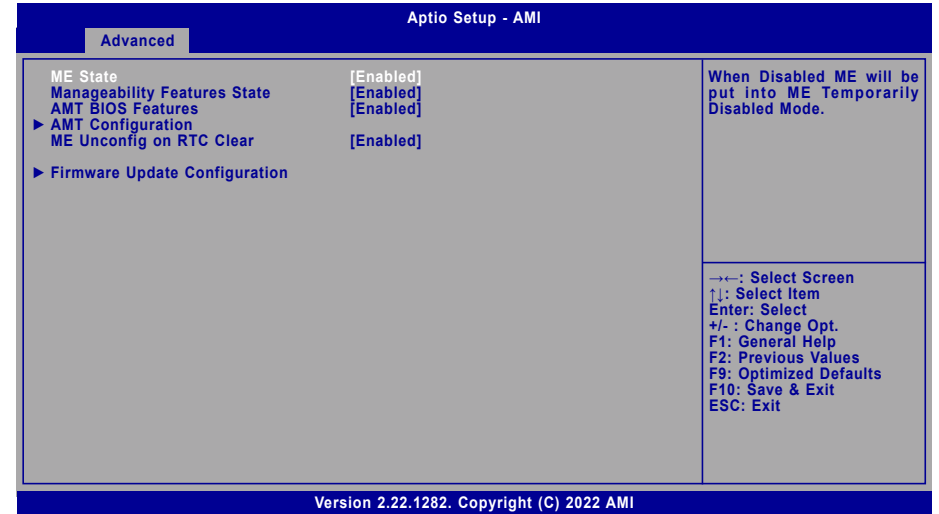 Aptio Setup - AMI
Advanced
ME State [Enabled]
Manageability Features State [Enabled]
AMT BIOS Features [Enabled]
► AMT Configuration
ME Unconfig on RTC Clear [Enabled]
► Firmware Update Configuration
When Disabled ME will be
put into ME Temporarily
Disabled Mode.
→←: Select Screen
↑↓: Select Item
Enter: Select
+/- : Change Opt.
F1: General Help
F2: Previous Values
F9: Optimized Defaults
F10: Save & Exit
ESC: Exit
Version 2.22.1282. Copyright (C) 2022 AMI